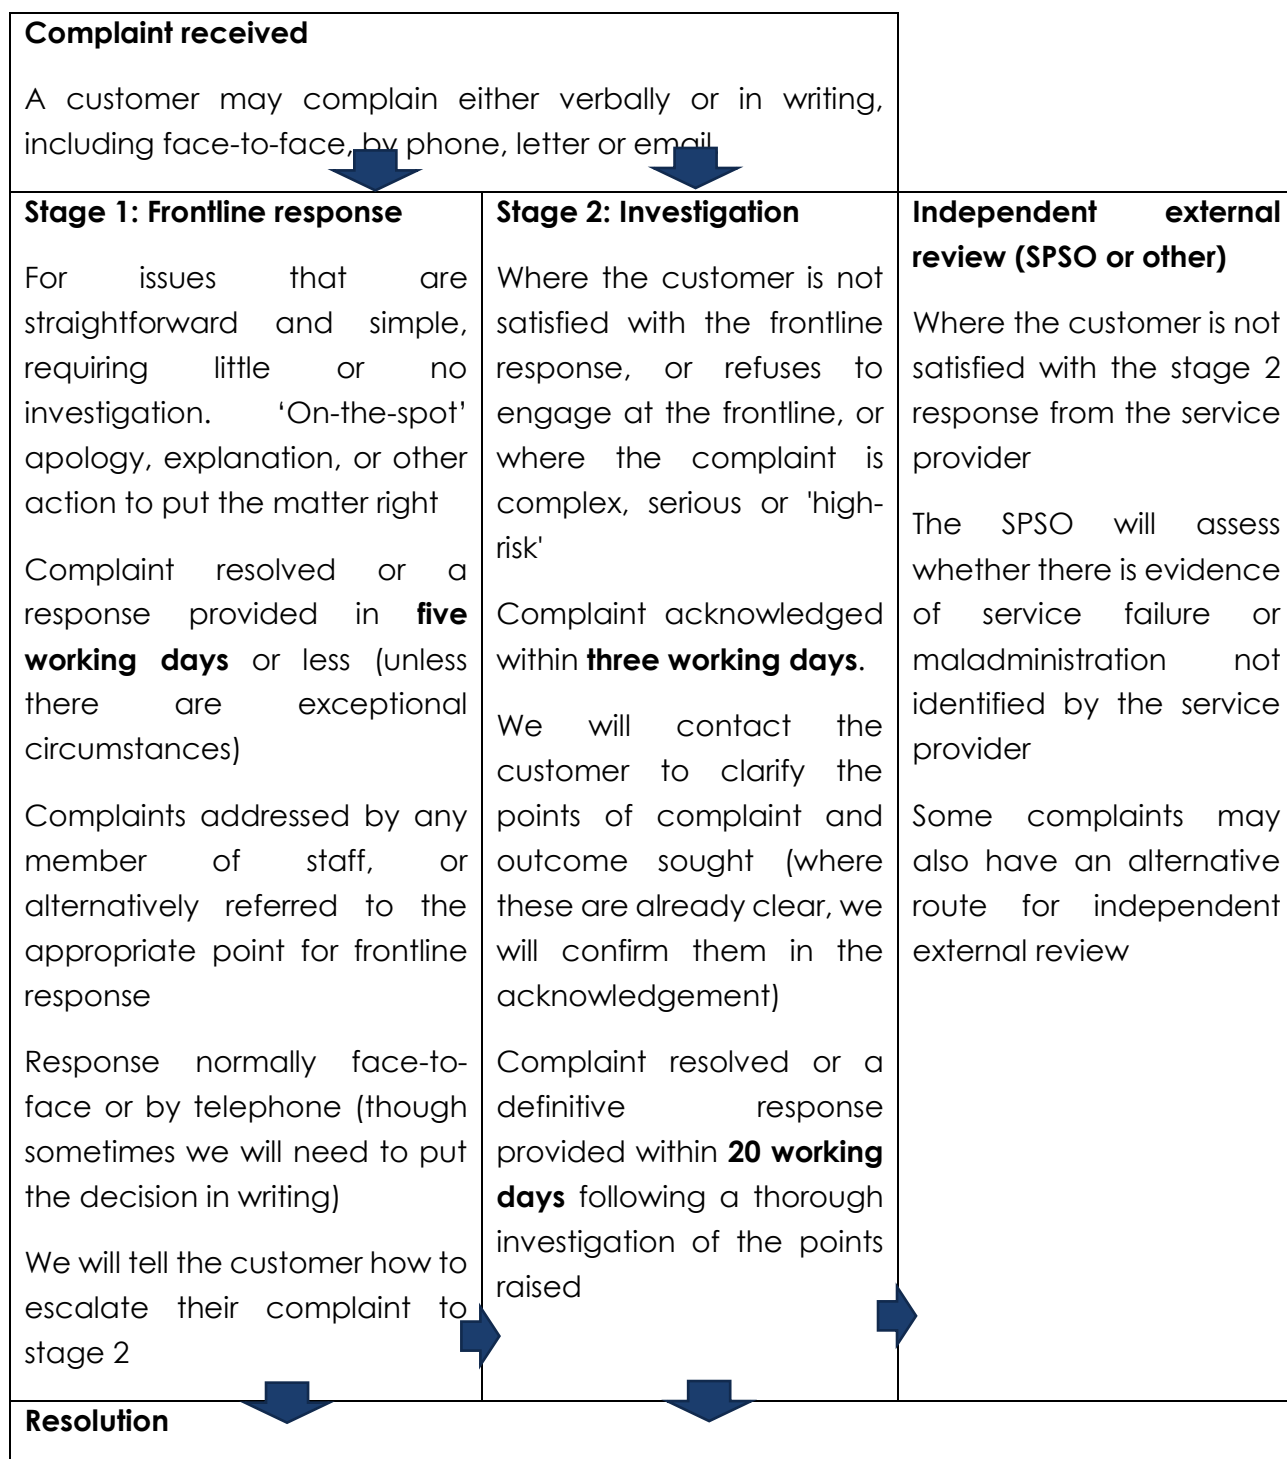 Complaint received
A customer may complain either verbally or in writing,
including face-to-face, by phone, letter or email
Stage 1: Frontline response
For issues that are
straightforward and simple,
requiring little or no
investigation. ‘On-the-spot’
apology, explanation, or other
action to put the matter right
Complaint resolved or a
response provided in five
working days or less (unless
there are exceptional
circumstances)
Complaints addressed by any
member of staff, or
alternatively referred to the
appropriate point for frontline
response
Response normally face-to-
face or by telephone (though
sometimes we will need to put
the decision in writing)
We will tell the customer how to
escalate their complaint to
stage 2
Stage 2: Investigation
Where the customer is not
satisfied with the frontline
response, or refuses to
engage at the frontline, or
where the complaint is
complex, serious or 'high-
risk'
Complaint acknowledged
within three working days.
We will contact the
customer to clarify the
points of complaint and
outcome sought (where
these are already clear, we
will confirm them in the
acknowledgement)
Complaint resolved or a
definitive response
provided within 20 working
days following a thorough
investigation of the points
raised
Independent external
review (SPSO or other)
Where the customer is not
satisfied with the stage 2
response from the service
provider
The SPSO will assess
whether there is evidence
of service failure or
maladministration not
identified by the service
provider
Some complaints may
also have an alternative
route for independent
external review
Resolution